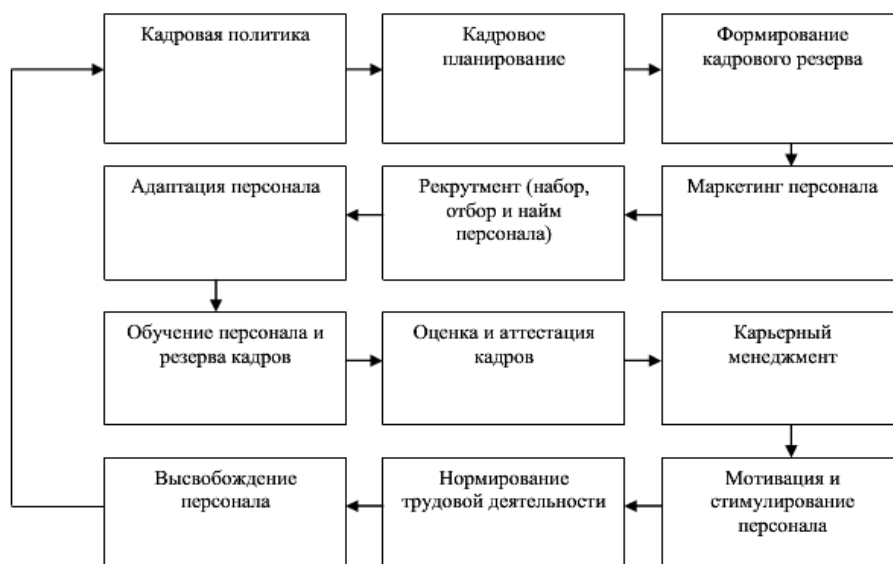 Кадровая политика
Кадровое
планирование
Формирование
кадрового резерва
Адаптация персонала
Рекрутмент (набор,
отбор и найм
персонала)
Маркетинг персонала
Обучение персонала и
резерва кадров
Оценка и аттестация
кадров
Карьерный
менеджмент
Высвобождение
персонала
Нормирование
трудовой деятельности
Мотивация и
стимулирование
персонала